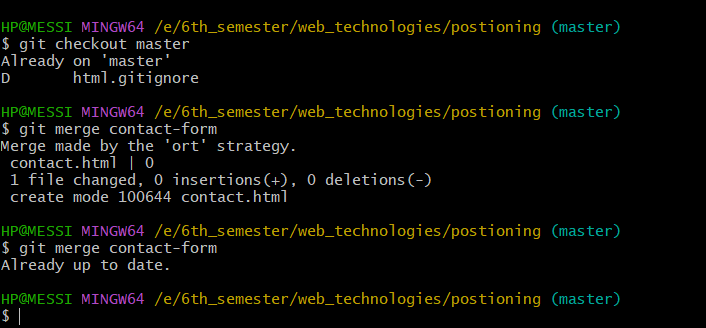 HP@MESSI MINGW64 /e/6th_semester/web_technologies/postioning (master)
$ git checkout master
Already on 'master'
D       html.gitignore
HP@MESSI MINGW64 /e/6th_semester/web_technologies/postioning (master)
$ git merge contact-form
Merge made by the 'ort' strategy.
 contact.html | 0
 1 file changed, 0 insertions(+), 0 deletions(-)
 create mode 100644 contact.html
HP@MESSI MINGW64 /e/6th_semester/web_technologies/postioning (master)
$ git merge contact-form
Already up to date.
HP@MESSI MINGW64 /e/6th_semester/web_technologies/postioning (master)
$